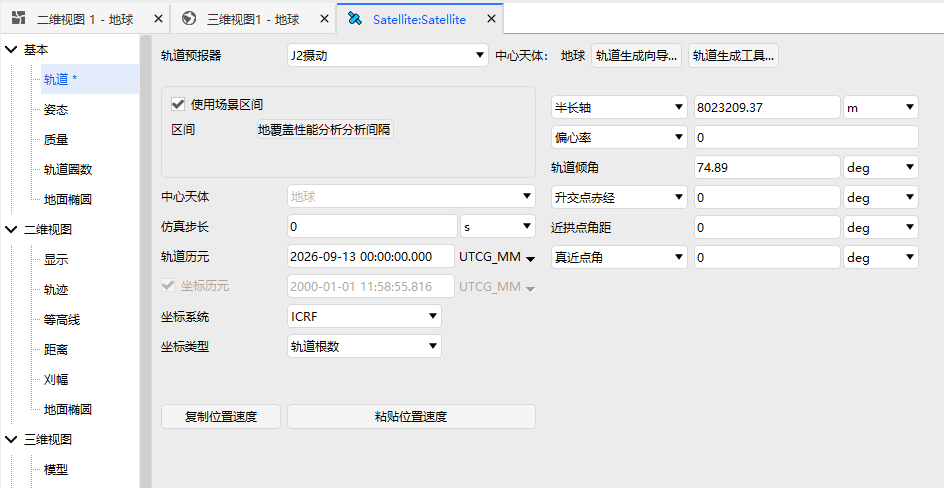 二维视图 1 - 地球
三维视图1 - 地球
Satellite:Satellite
基本
轨道 *
姿态
质量
轨道圈数
地面椭圆
二维视图
显示
轨迹
等高线
距离
刈幅
地面椭圆
三维视图
模型
轨道预报器 J2摄动 中心天体: 地球 轨道生成向导... 轨道生成工具...
使用场景区间
区间 地覆盖性能分析分析间隔
中心天体 地球
仿真步长 0 s
轨道历元 2026-09-13 00:00:00.000 UTCG_MM
坐标历元 2000-01-01 11:58:55.816 UTCG_MM
坐标系统 ICRF
坐标类型 轨道根数
复制位置速度 粘贴位置速度
半长轴 8023209.37 m
偏心率 0
轨道倾角 74.89 deg
升交点赤经 0 deg
近拱点角距 0 deg
真近点角 0 deg